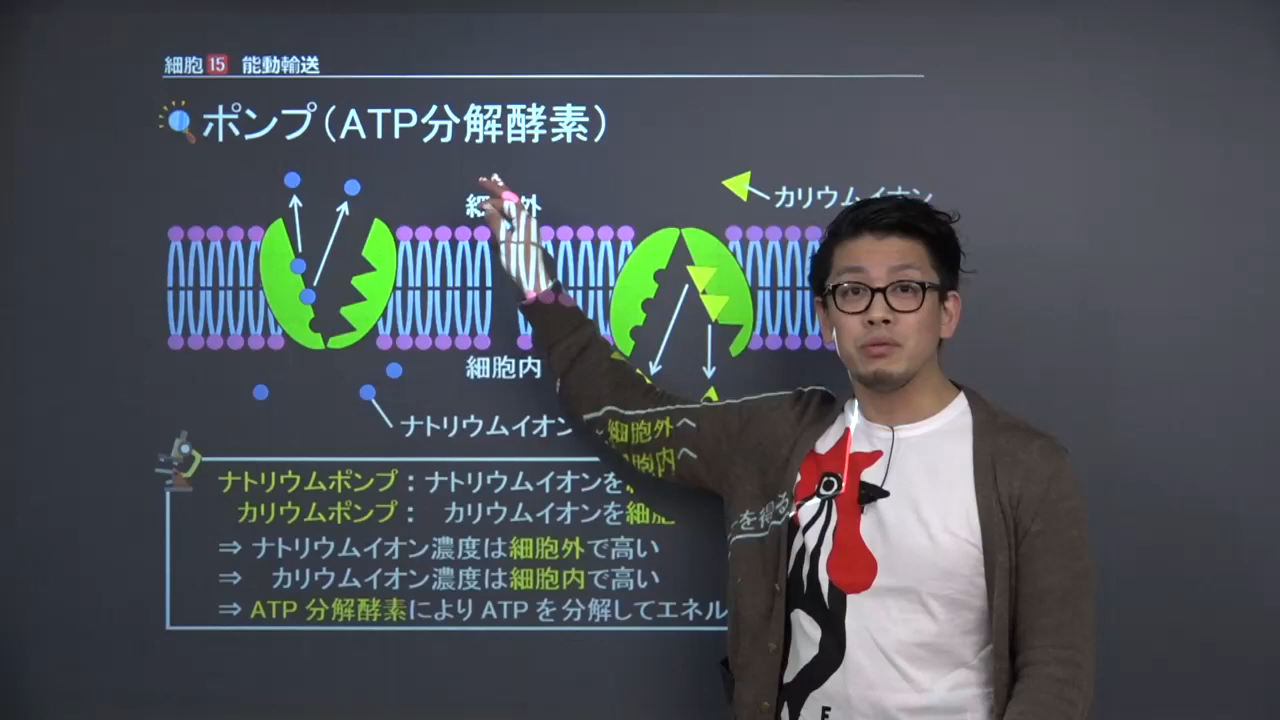 細胞 15 能動輸送
ポンプ(ATP分解酵素)
カリウムイオン
細 外
細胞内
ナトリウムイオン
ナトリウムポンプ：ナトリウムイオンを細胞外へ
カリウムポンプ： カリウムイオンを細胞内へ
⇒ ナトリウムイオン濃度は細胞外で高い
⇒ カリウムイオン濃度は細胞内で高い
⇒ ATP 分解酵素により ATP を分解してエネル ーを得る